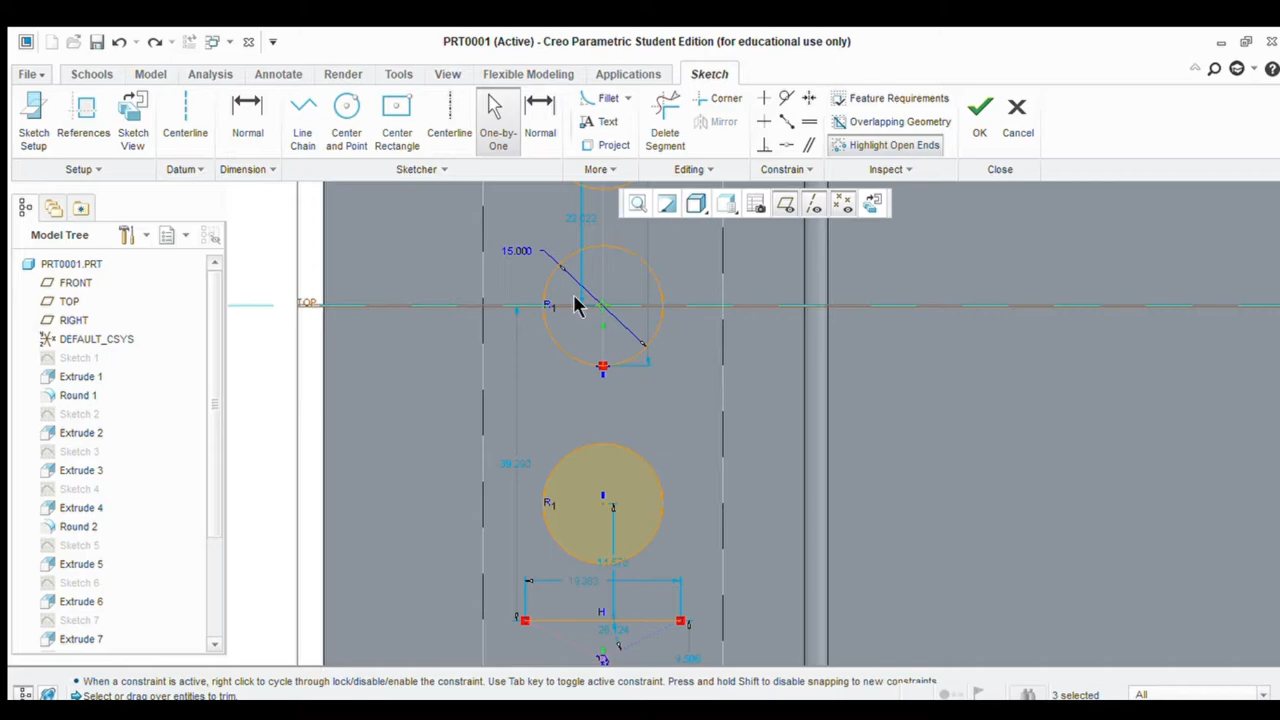 PRT0001 (Active) - Creo Parametric Student Edition (for educational use only)
File Schools Model Analysis Annotate Render Tools View Flexible Modeling Applications Sketch
Sketch Setup
References
Sketch View
Centerline
Normal
Line Chain
Center and Point
Center Rectangle
Centerline
One-by-One
Normal
Fillet
Text
Project
Delete Segment
Corner
Mirror
Feature Requirements
Overlapping Geometry
Highlight Open Ends
OK
Cancel
Setup Datum Dimension Sketcher More Editing Constrain Inspect Close
Model Tree
PRT0001.PRT
FRONT
TOP
RIGHT
DEFAULT_CSYS
Sketch 1
Extrude 1
Round 1
Sketch 2
Extrude 2
Sketch 3
Extrude 3
Sketch 4
Extrude 4
Round 2
Sketch 5
Extrude 5
Sketch 6
Extrude 6
Sketch 7
Extrude 7
15.000
R1
TOP
R1
H
• When a constraint is active, right click to cycle through lock/disable/enable the constraint. Use Tab key to toggle active constraint. Press and hold Shift to disable snapping to new constraints.
Select or drag over entities to trim.
3 selected
All